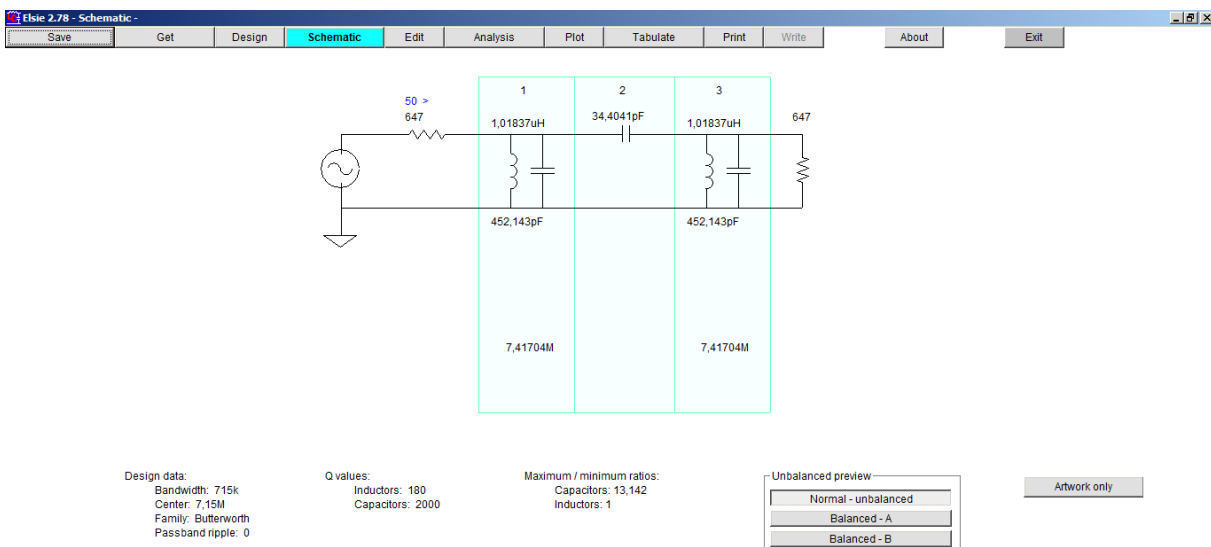 Elsie 2.78 - Schematic -
Save Get Design Schematic Edit Analysis Plot Tabulate Print Write About Exit
1 2 3
50 >
647 1,01837uH 34,4041pF 1,01837uH 647
452,143pF 452,143pF
7,41704M 7,41704M
Design data:
Bandwidth: 715k
Center: 7,15M
Family: Butterworth
Passband ripple: 0
Q values:
Inductors: 180
Capacitors: 2000
Maximum / minimum ratios:
Capacitors: 13,142
Inductors: 1
Unbalanced preview
Normal - unbalanced
Balanced - A
Balanced - B
Artwork only